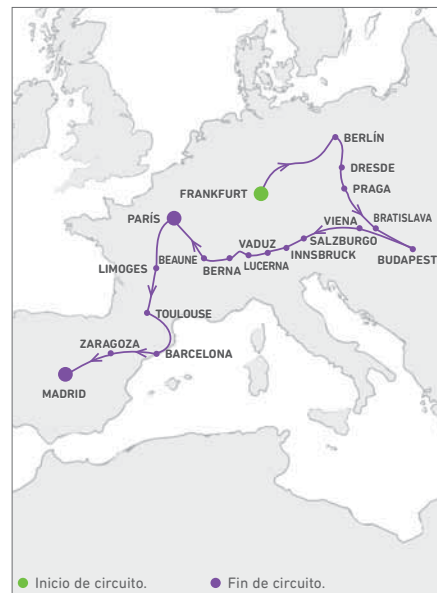 BERLÍN
DRESDE
FRANKFURT
PRAGA
PARÍS
VIENA
BRATISLAVA
VADUZ
SALZBURGO
BUDAPEST
LIMOGES
BEAUNE
BERNA
LUCERNA
INNSBRUCK
TOULOUSE
ZARAGOZA
BARCELONA
MADRID
Inicio de circuito.
Fin de circuito.